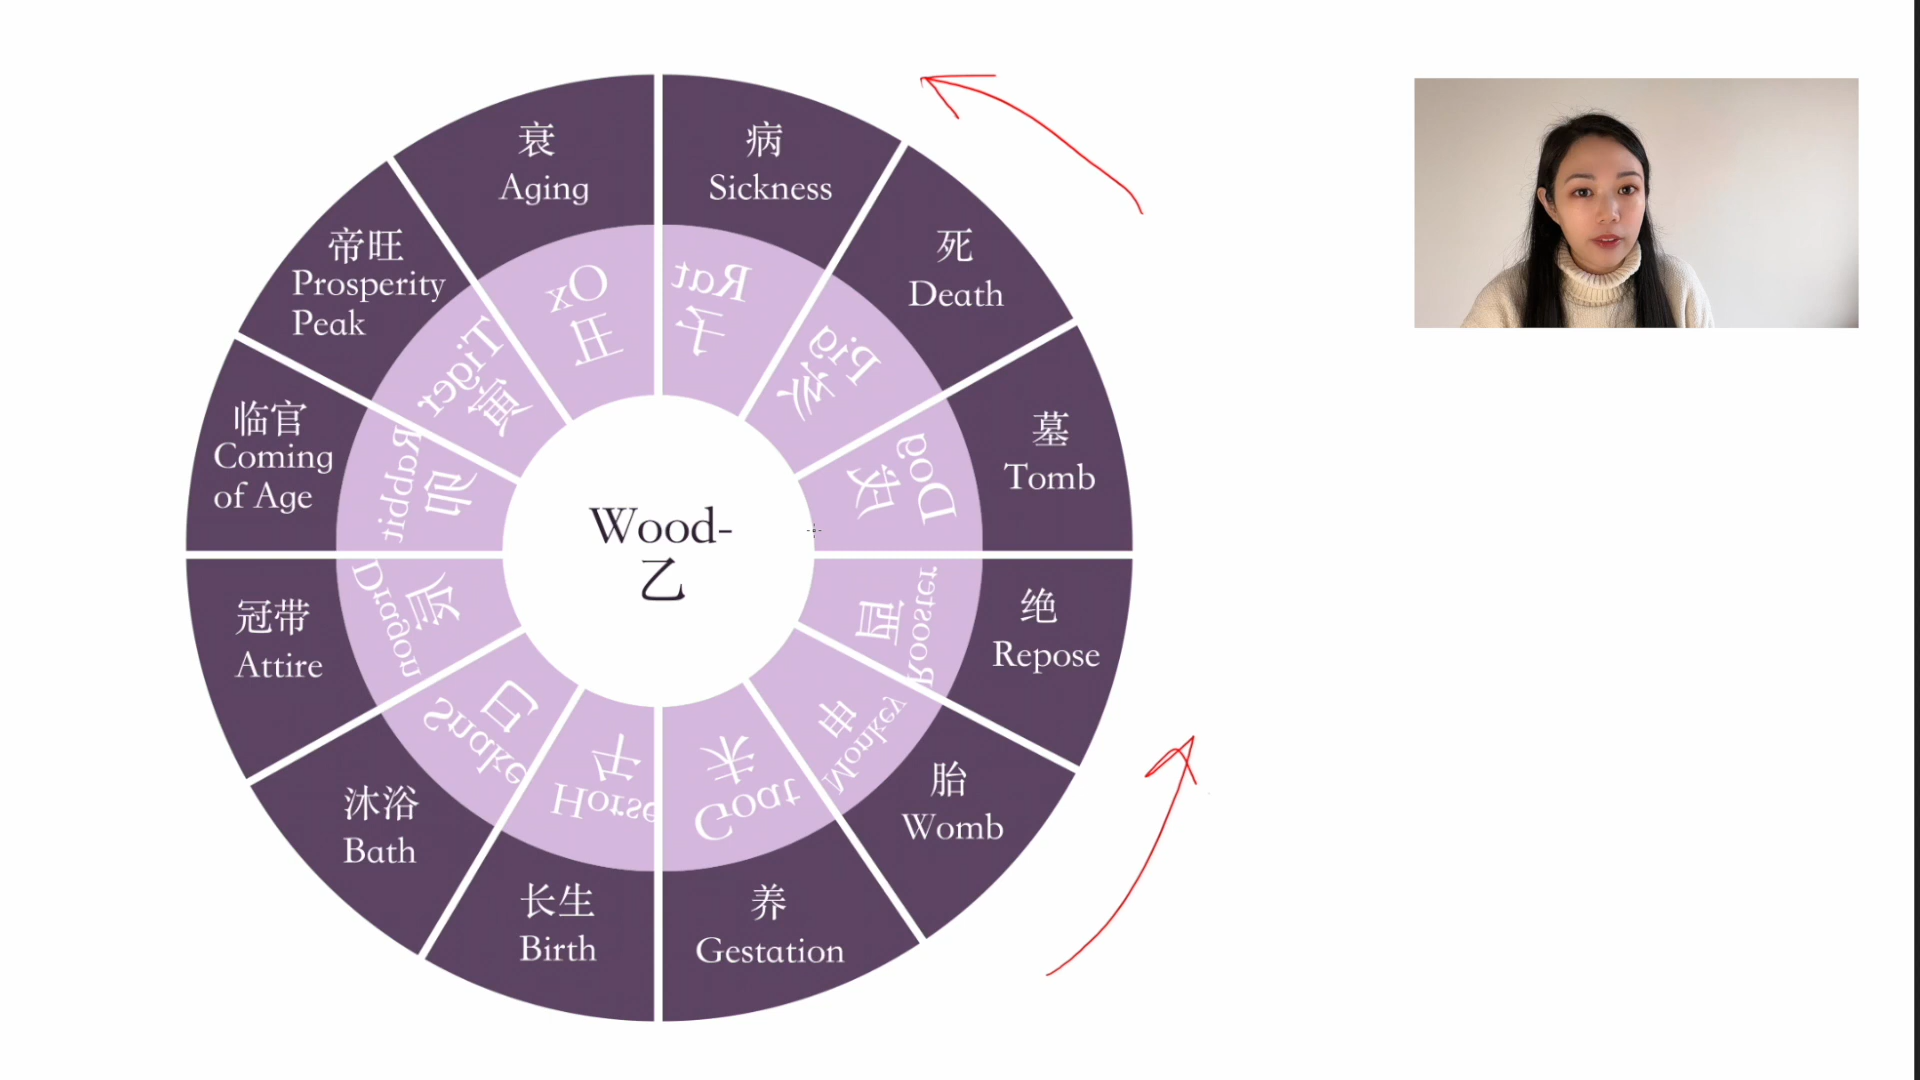 衰
Aging
病
Sickness
帝旺
Prosperity
Peak
死
Death
临官
Coming
of Age
墓
Tomb
冠带
Attire
绝
Repose
沐浴
Bath
胎
Womb
长生
Birth
养
Gestation
Ox
丑
Rat
子
Tiger
寅
Pig
亥
Rabbit
卯
Dog
戌
Dragon
辰
Rooster
酉
Snake
巳
Monkey
申
午
Horse
未
Goat
Wood-
乙